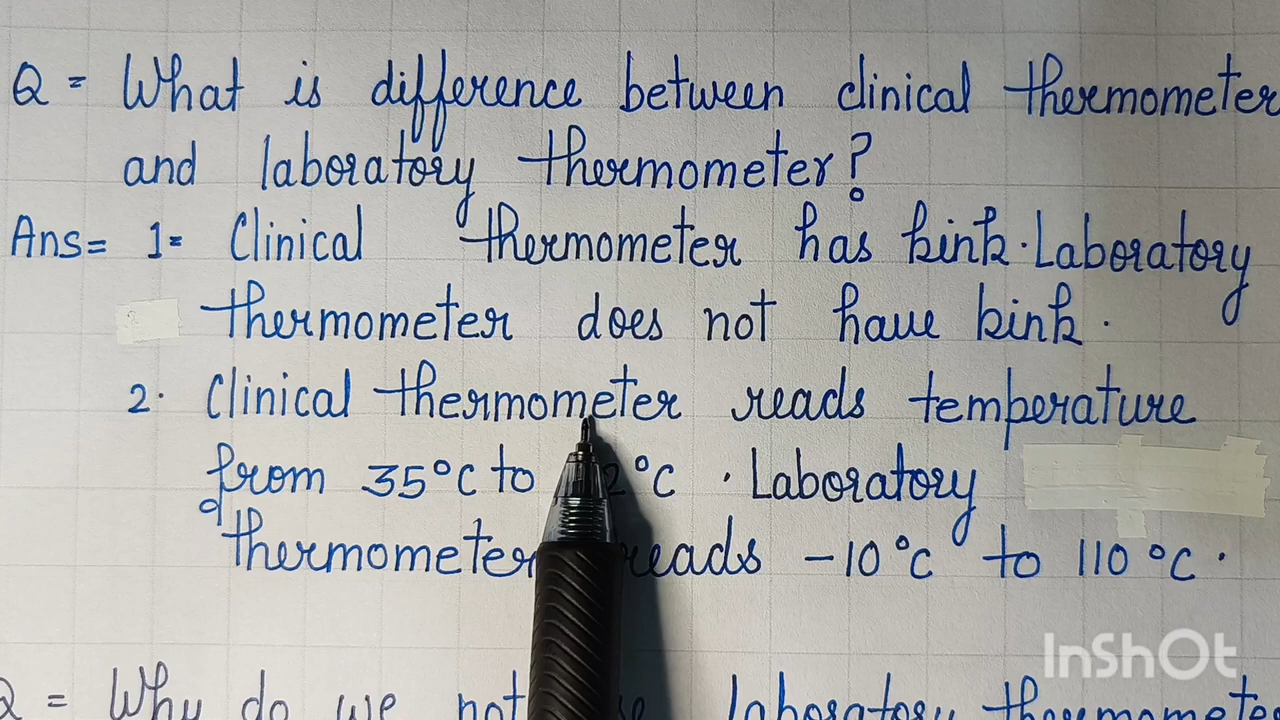 Q = What is difference between clinical thermometer
and laboratory thermometer?
Ans= 1= Clinical thermometer has kink. Laboratory
thermometer does not have kink.
2. Clinical thermometer reads temperature
from 35°C to 2°C. Laboratory
thermometer reads -10°C to 110°C.
Q = Why do we not laboratory thermometer
InShOt